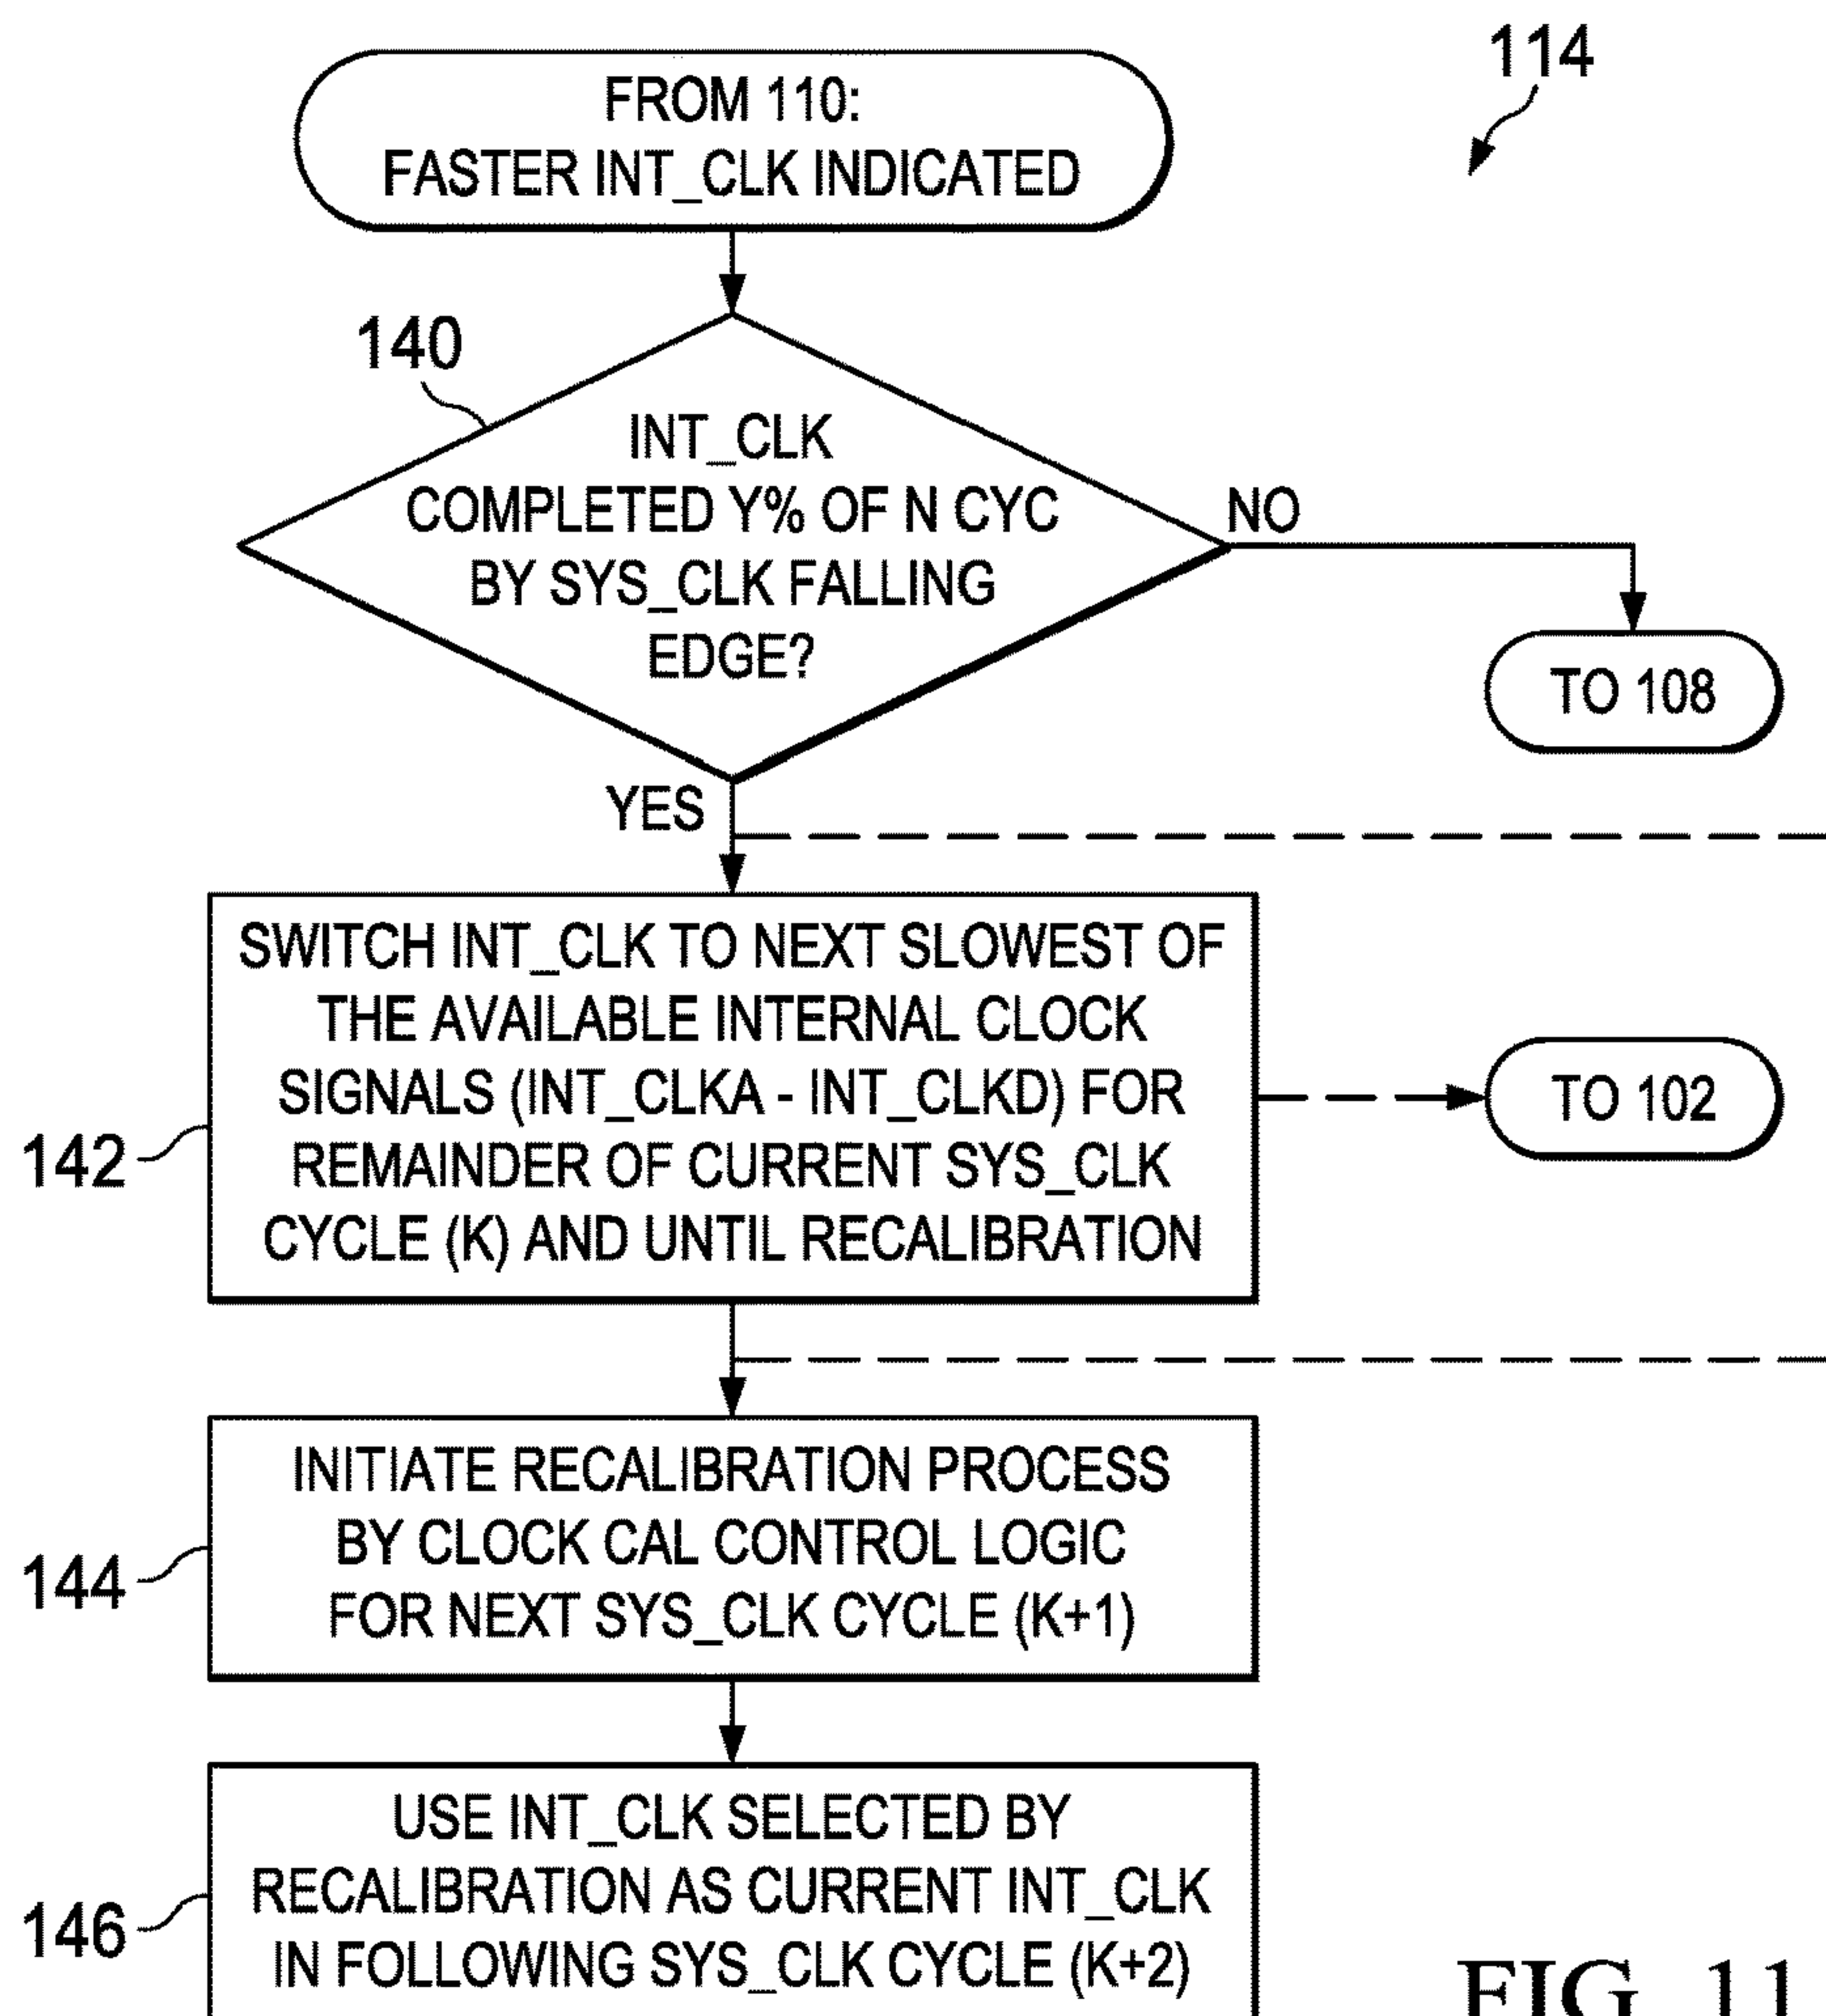 114
FROM 110:
FASTER INT_CLK INDICATED
140
INT_CLK
COMPLETED Y% OF N CYC
BY SYS_CLK FALLING
EDGE?
NO
TO 108
YES
SWITCH INT_CLK TO NEXT SLOWEST OF
THE AVAILABLE INTERNAL CLOCK
SIGNALS (INT_CLKA - INT_CLKD) FOR
REMAINDER OF CURRENT SYS_CLK
CYCLE (K) AND UNTIL RECALIBRATION
142
TO 102
INITIATE RECALIBRATION PROCESS
BY CLOCK CAL CONTROL LOGIC
FOR NEXT SYS_CLK CYCLE (K+1)
144
USE INT_CLK SELECTED BY
RECALIBRATION AS CURRENT INT_CLK
IN FOLLOWING SYS_CLK CYCLE (K+2)
146
FIG. 11